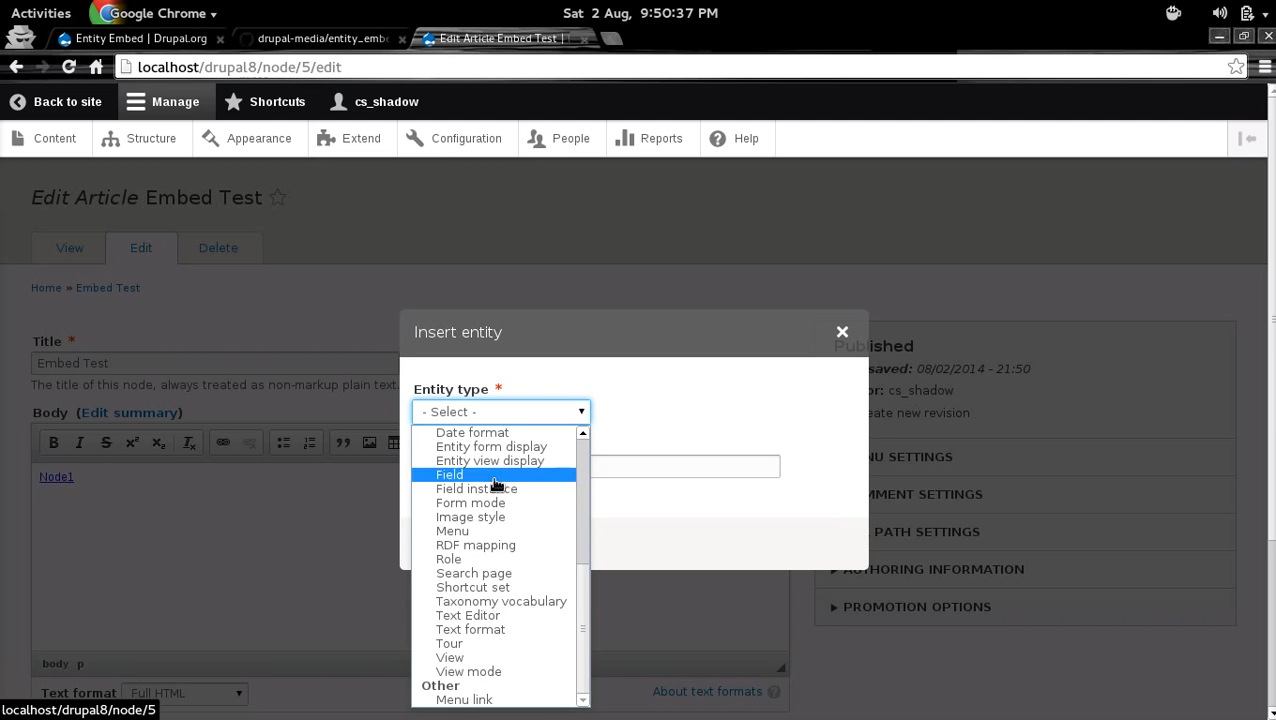 Activities
Google Chrome
Sat 2 Aug, 9:50:37 PM
Entity Embed | Drupal.org
drupal-media/entity_emb
Edit Article Embed Test |
localhost/drupal8/node/5/edit
Back to site
Manage
Shortcuts
cs_shadow
Content
Structure
Appearance
Extend
Configuration
People
Reports
Help
Edit Article Embed Test
View
Edit
Delete
Home » Embed Test
Insert entity
Title *
Embed Test
The title of this node, always treated as non-markup plain text.
Body (Edit summary)
Node1
Entity type *
- Select -
Date format
Entity form display
Entity view display
Field
Field instance
Form mode
Image style
Menu
RDF mapping
Role
Search page
Shortcut set
Taxonomy vocabulary
Text Editor
Text format
Tour
View
View mode
Other
Menu link
Published
saved: 08/02/2014 - 21:50
or: cs_shadow
reate new revision
NU SETTINGS
MMENT SETTINGS
PATH SETTINGS
AUTHORING INFORMATION
PROMOTION OPTIONS
body p
Text format
Full HTML
About text formats
localhost/drupal8/node/5